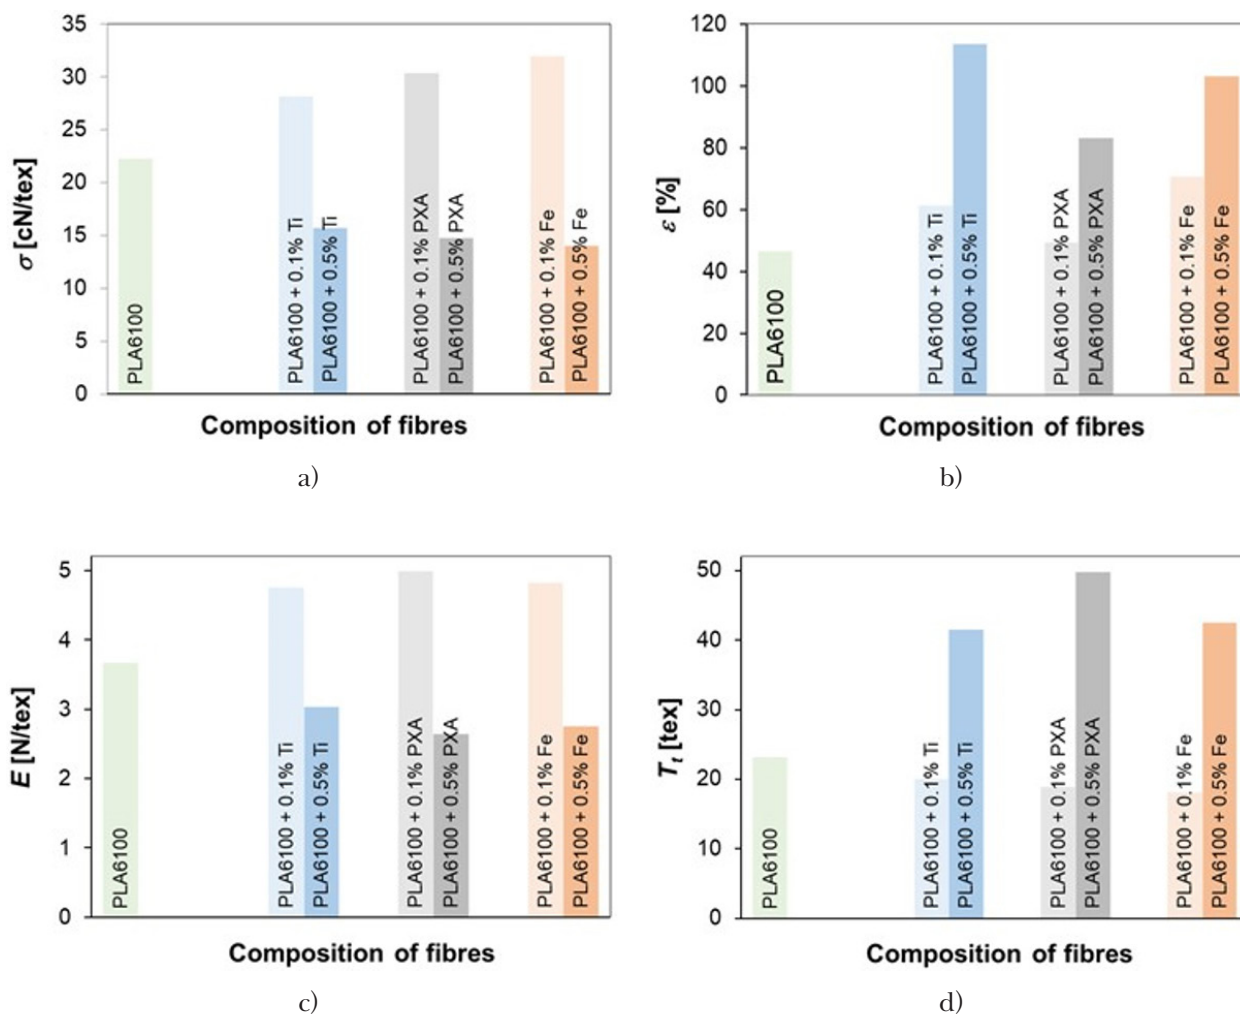 35
30
25
20
15
10
5
0
σ [cN/tex]
PLA6100
PLA6100 + 0.1% Ti
PLA6100 + 0.5% Ti
PLA6100 + 0.1% PXA
PLA6100 + 0.5% PXA
PLA6100 + 0.1% Fe
PLA6100 + 0.5% Fe
Composition of fibres
a)
120
100
80
60
40
20
0
ε [%]
PLA6100
PLA6100 + 0.1% Ti
PLA6100 + 0.5% Ti
PLA6100 + 0.1% PXA
PLA6100 + 0.5% PXA
PLA6100 + 0.1% Fe
PLA6100 + 0.5% Fe
Composition of fibres
b)
5
4
3
2
1
0
E [N/tex]
PLA6100
PLA6100 + 0.1% Ti
PLA6100 + 0.5% Ti
PLA6100 + 0.1% PXA
PLA6100 + 0.5% PXA
PLA6100 + 0.1% Fe
PLA6100 + 0.5% Fe
Composition of fibres
c)
50
40
30
20
10
0
Tt [tex]
PLA6100
PLA6100 + 0.1% Ti
PLA6100 + 0.5% Ti
PLA6100 + 0.1% PXA
PLA6100 + 0.5% PXA
PLA6100 + 0.1% Fe
PLA6100 + 0.5% Fe
Composition of fibres
d)